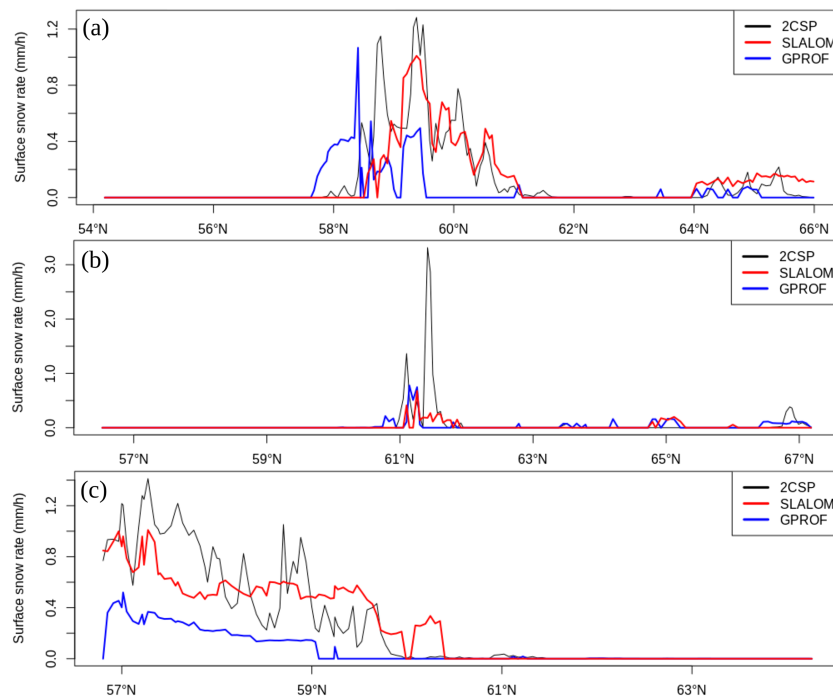 (a)
Surface snow rate (mm/h)
1.2
0.8
0.4
0.0
2CSP
SLALOM
GPROF
54°N 56°N 58°N 60°N 62°N 64°N 66°N
(b)
Surface snow rate (mm/h)
3.0
2.0
1.0
0.0
2CSP
SLALOM
GPROF
57°N 59°N 61°N 63°N 65°N 67°N
(c)
Surface snow rate (mm/h)
1.2
0.8
0.4
0.0
2CSP
SLALOM
GPROF
57°N 59°N 61°N 63°N